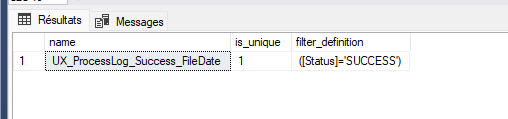 Résultats Messages
name is_unique filter_definition
1 UX_ProcessLog_Success_FileDate 1 ([Status]='SUCCESS')